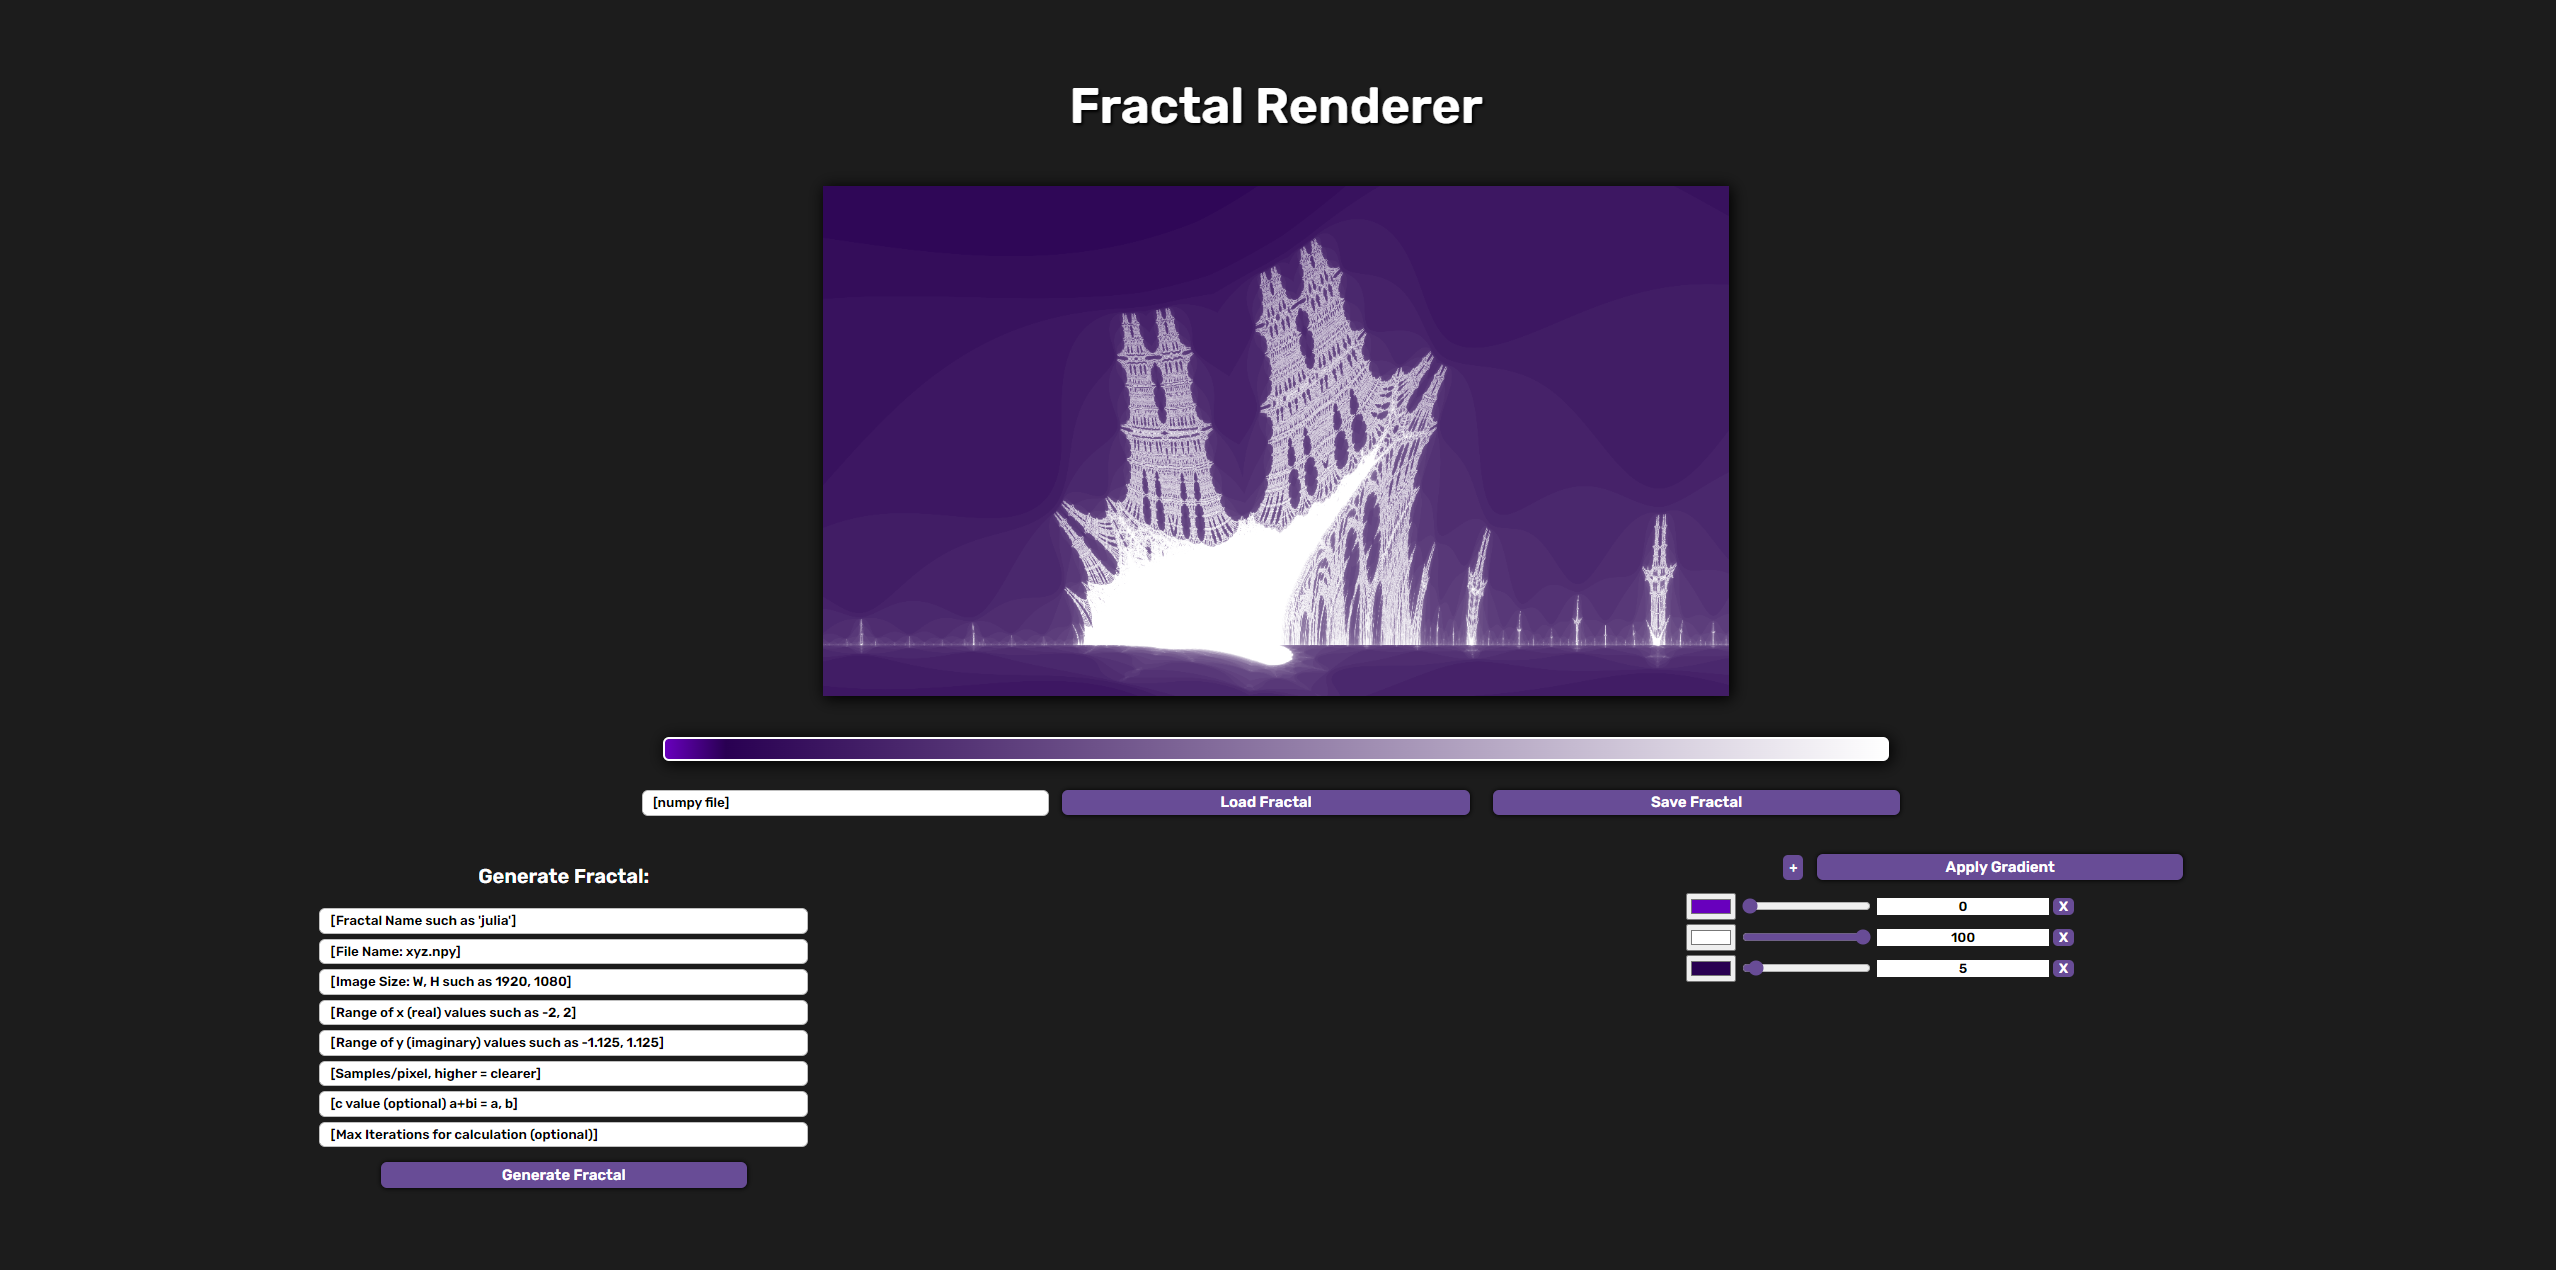 Fractal Renderer
[numpy file]
Load Fractal
Save Fractal
Generate Fractal:
[Fractal Name such as 'julia']
[File Name: xyz.npy]
[Image Size: W, H such as 1920, 1080]
[Range of x (real) values such as -2, 2]
[Range of y (imaginary) values such as -1.125, 1.125]
[Samples/pixel, higher = clearer]
[c value (optional) a+bi = a, b]
[Max Iterations for calculation (optional)]
Generate Fractal
+ Apply Gradient
0 X
100 X
5 X